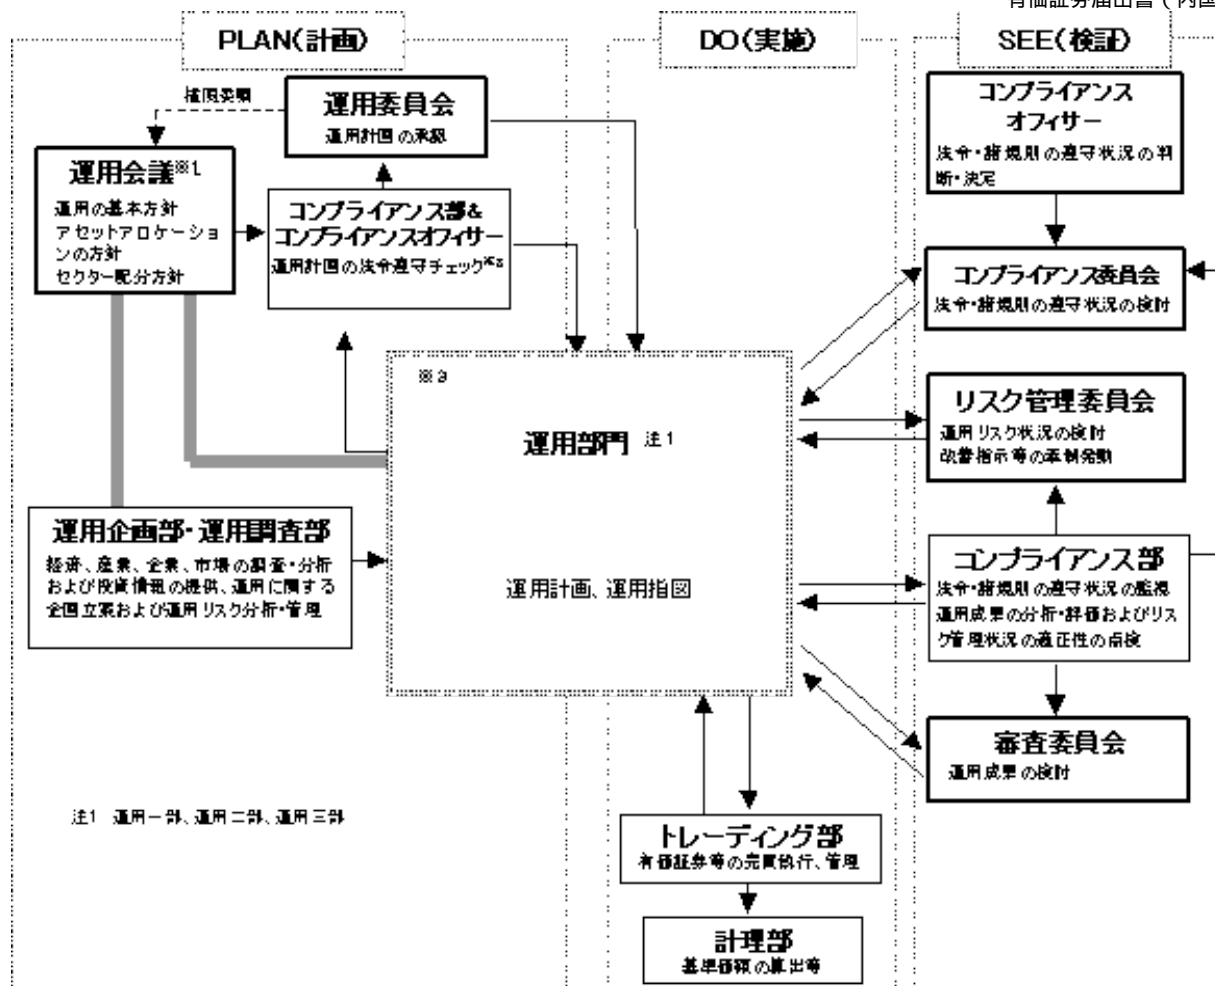 有価証券届出書（内国
PLAN(計画)
DO(実施)
SEE(検証)
権限委嘱
運用委員会
運用計画の承認
運用会議※1
運用の基本方針
アセットアロケーショ
ンの方針
セクター配分方針
コンプライアンス部&
コンプライアンスオフィサー
運用計画の法令遵守チェック※2
コンプライアンス
オフィサー
法令・諸規則の遵守状況の判
断・決定
コンプライアンス委員会
法令・諸規則の遵守状況の検討
※3
運用部門 注1
運用計画、運用指図
リスク管理委員会
運用リスク状況の検討
改善指示等の牽制発動
運用企画部・運用調査部
経済、産業、企業、市場の調査・分析
および投資情報の提供、運用に関する
企画立案および運用リスク分析・管理
コンプライアンス部
法令・諸規則の遵守状況の監視
運用成果の分析・評価およびリス
ク管理状況の適正性の点検
審査委員会
運用成果の検討
注1 運用一部、運用二部、運用三部
トレーディング部
有価証券等の売買執行、管理
計理部
基準価額の算出等